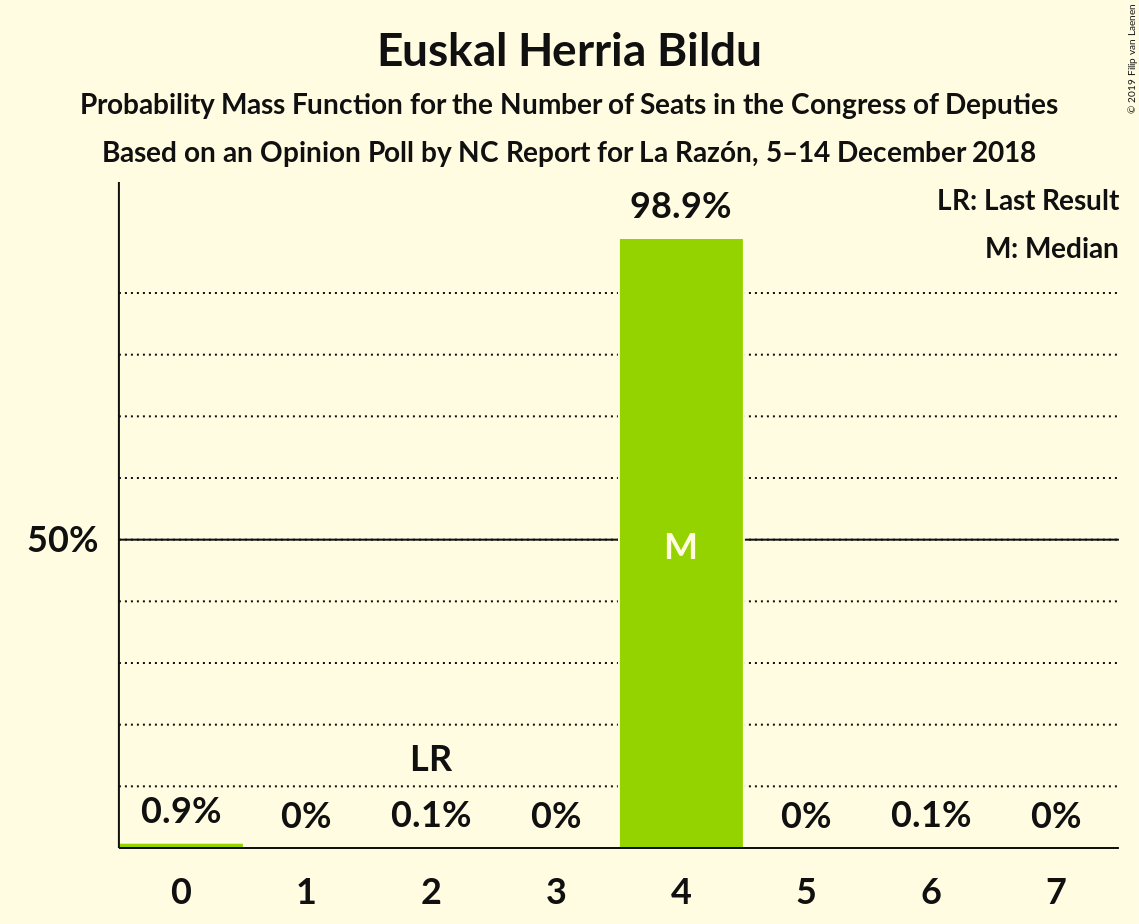 Euskal Herria Bildu
Probability Mass Function for the Number of Seats in the Congress of Deputies
Based on an Opinion Poll by NC Report for La Razón, 5–14 December 2018
© 2019 Filip van Laenen
LR: Last Result
M: Median
98.9%
50%
M
LR
0.9% 0% 0.1% 0% 0% 0.1% 0%
0 1 2 3 4 5 6 7